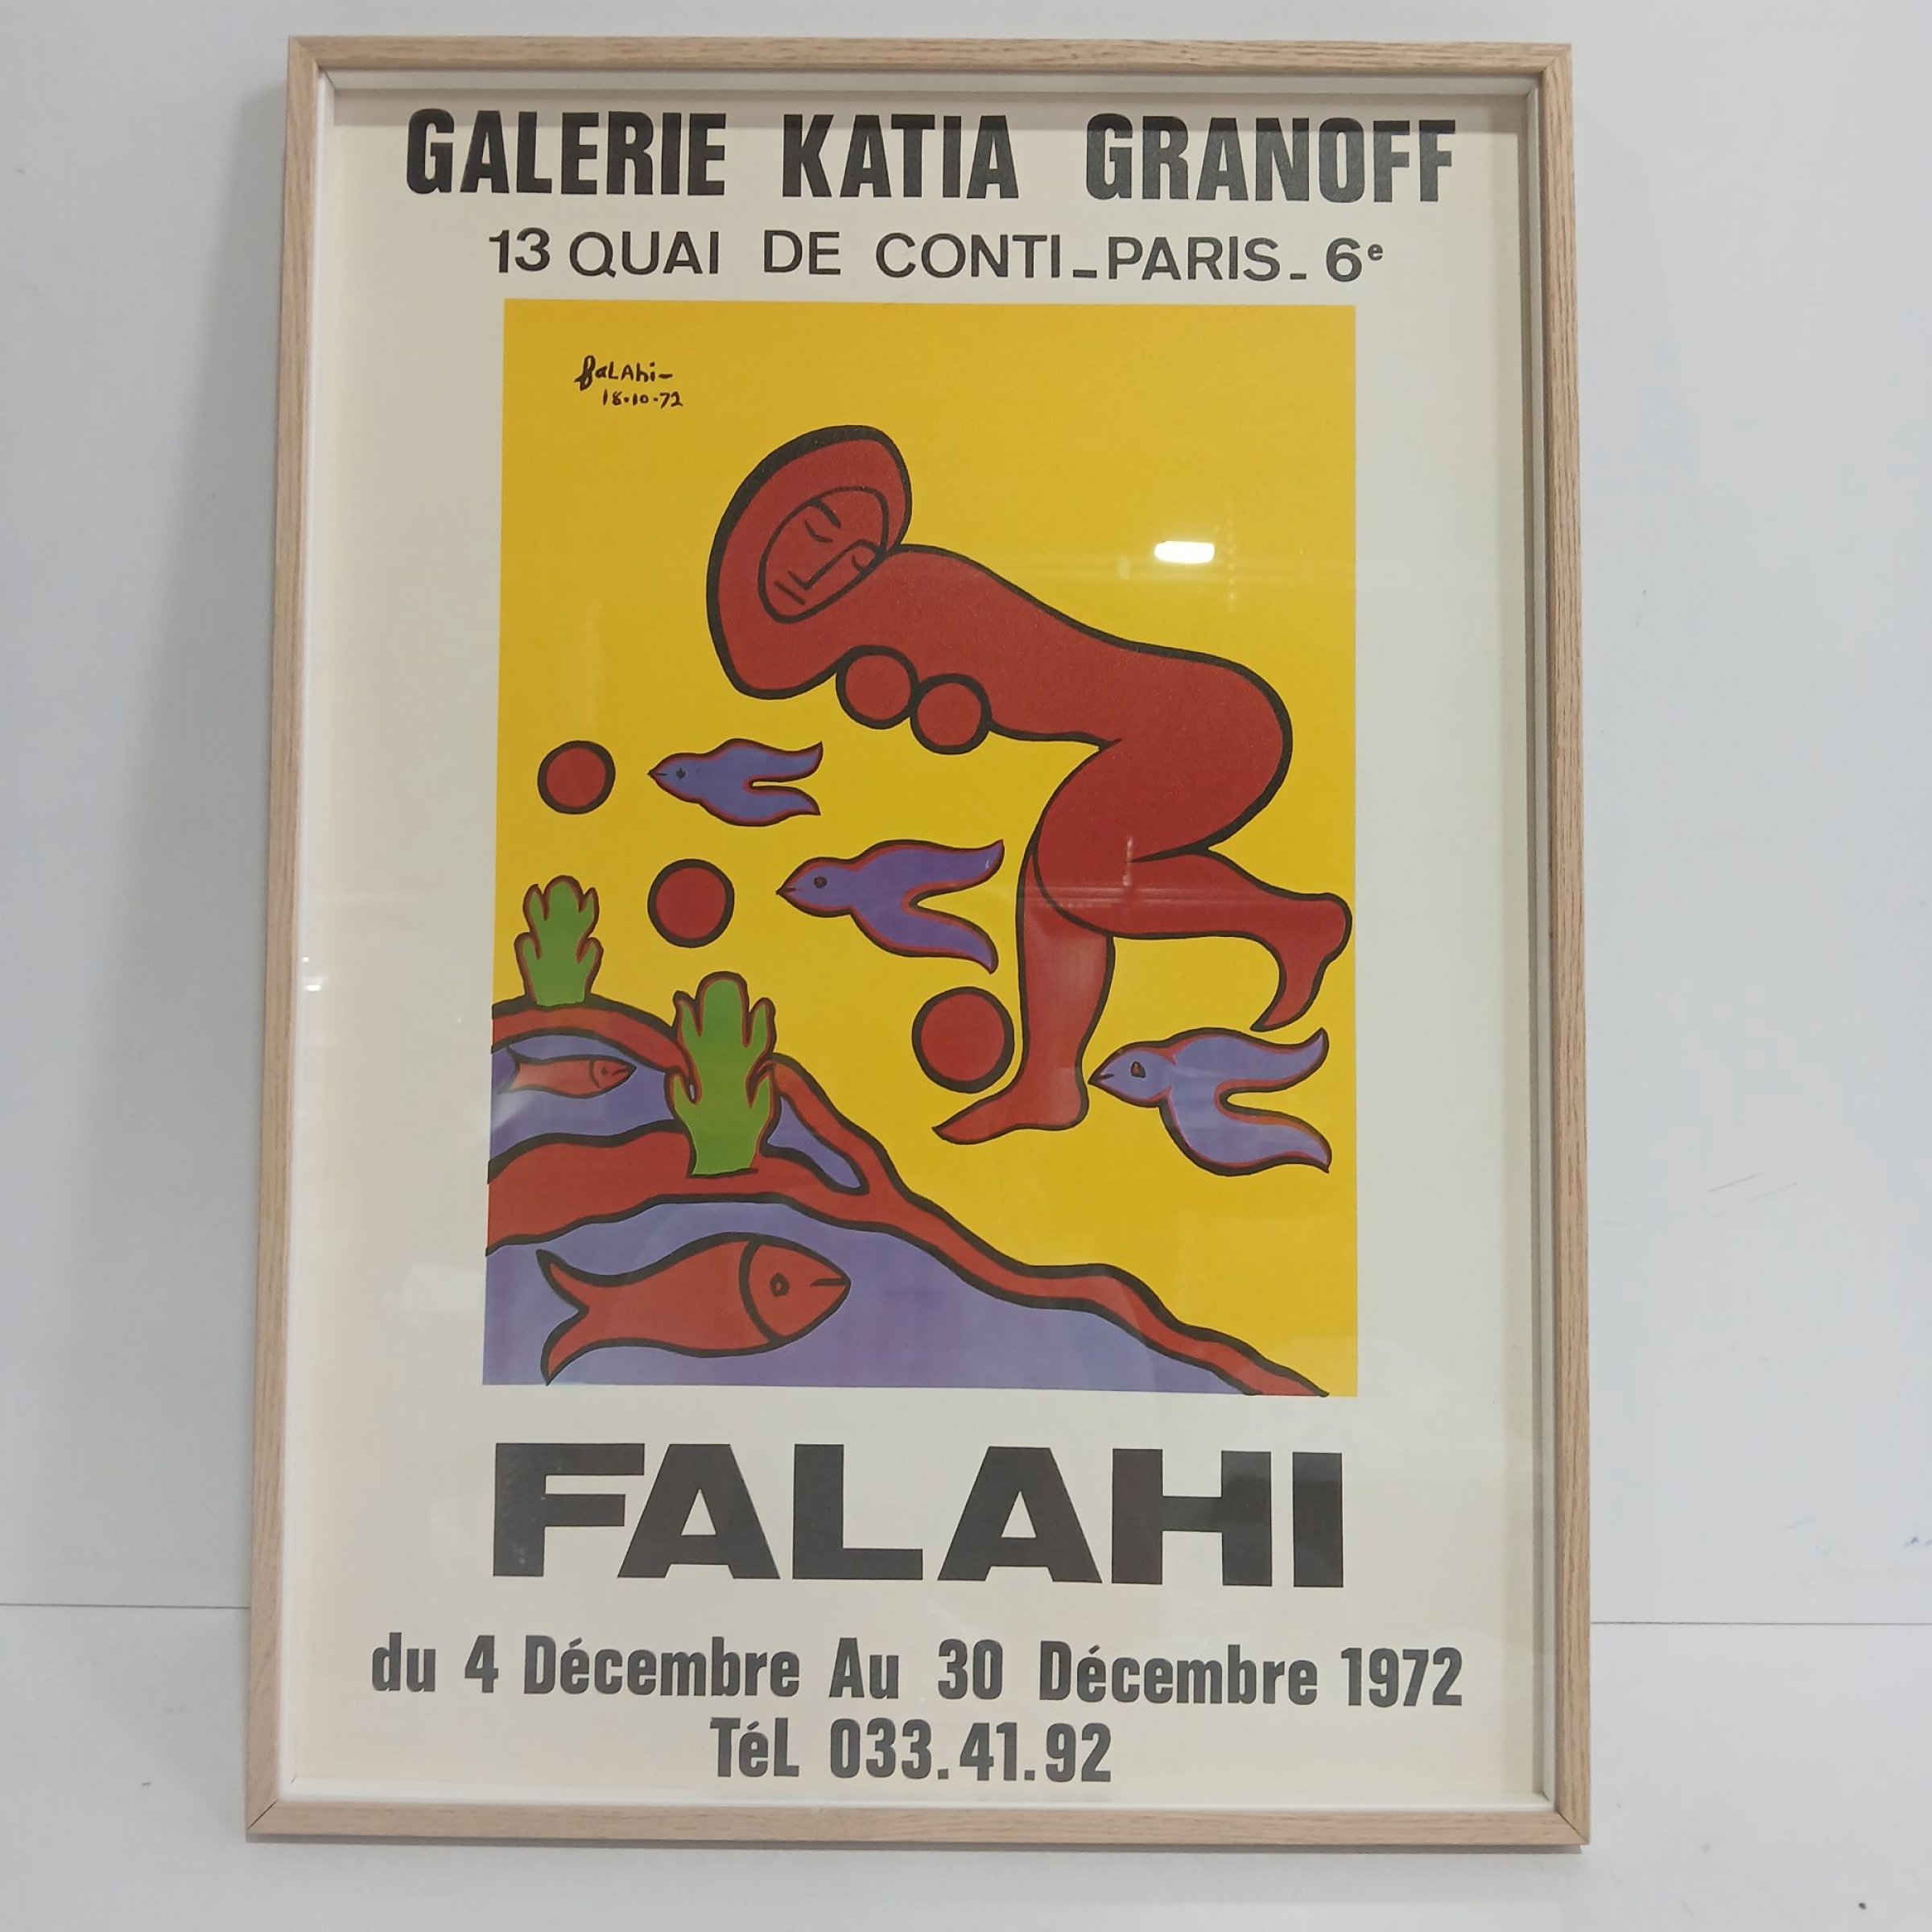 GALERIE KATIA GRANOFF
13 QUAI DE CONTI_PARIS_6e
faLAhi-
18.10-72
FALAHI
du 4 Décembre Au 30 Décembre 1972
TéL 033.41.92